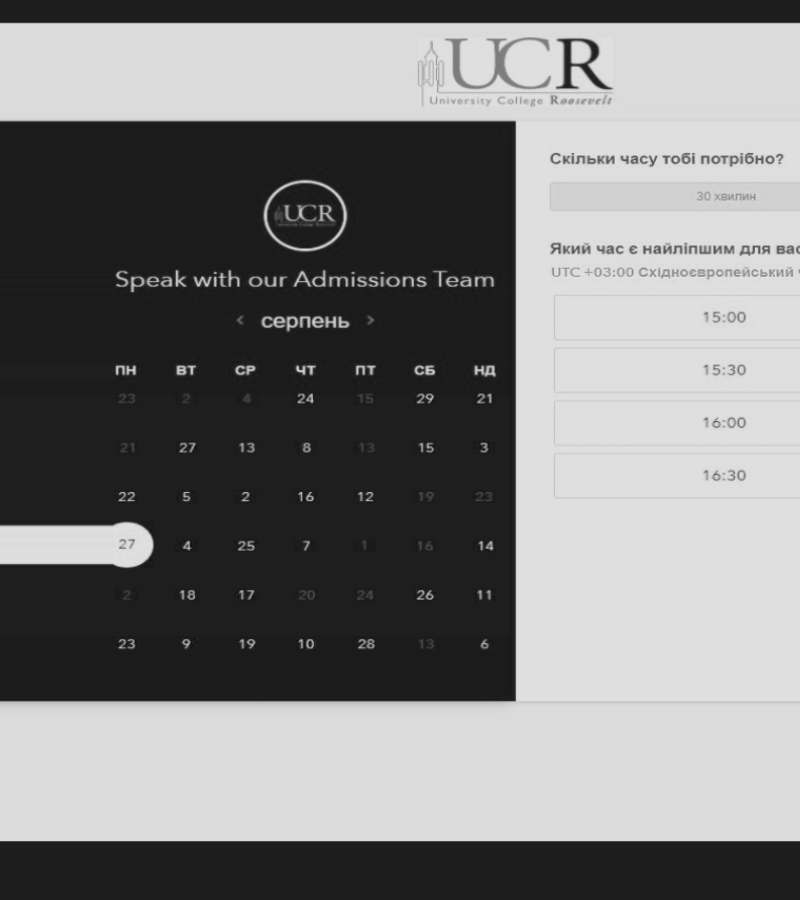 UCR
University College Roosevelt
UCR
Speak with our Admissions Team
< серпень >
ПН ВТ СР ЧТ ПТ СБ НД
23 2 4 24 15 29 21
21 27 13 8 13 15 3
22 5 2 16 12 19 23
27 4 25 7 1 16 14
2 18 17 20 24 26 11
23 9 19 10 28 13 6
Скільки часу тобі потрібно?
30 хвилин
Який час є найліпшим для вас
UTC +03:00 Східноєвропейський
15:00
15:30
16:00
16:30